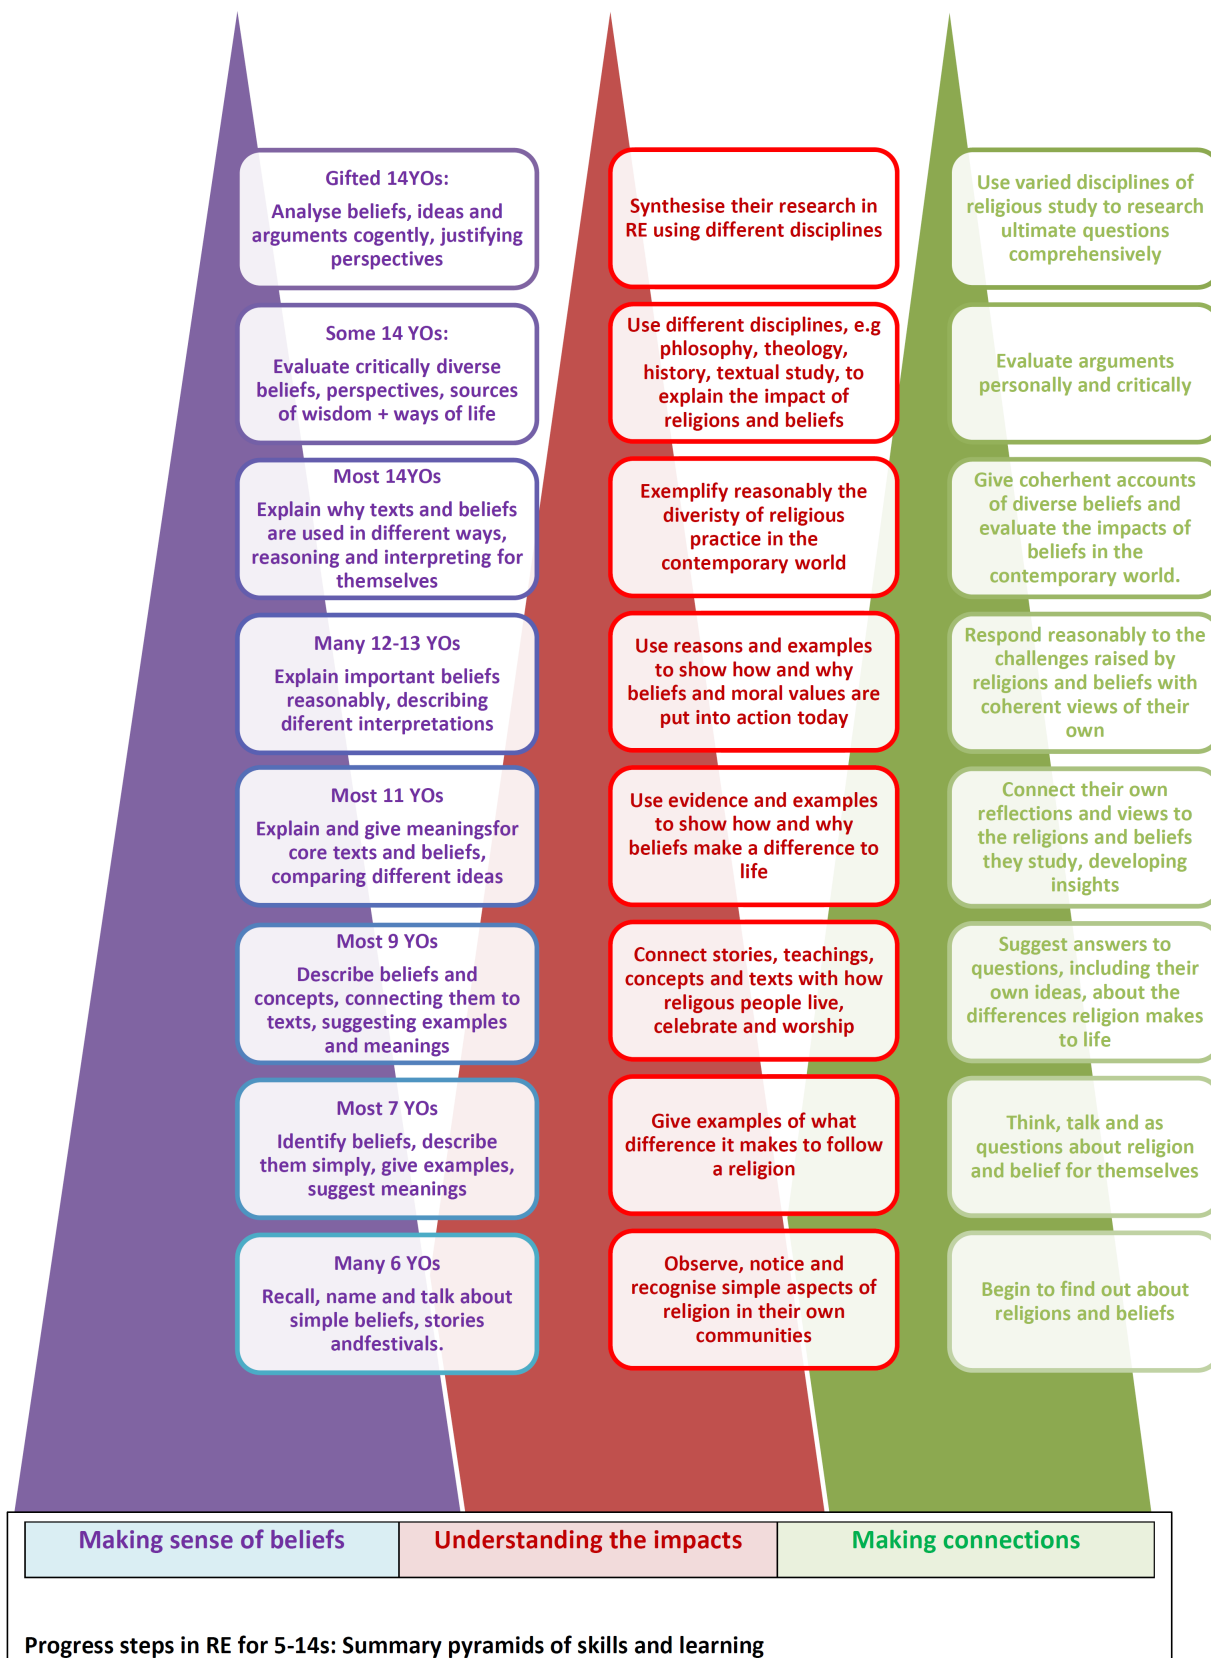 Gifted 14YOs:
Analyse beliefs, ideas and
arguments cogently, justifying
perspectives
Synthesise their research in
RE using different disciplines
Use varied disciplines of
religious study to research
ultimate questions
comprehensively
Some 14 YOs:
Evaluate critically diverse
beliefs, perspectives, sources
of wisdom + ways of life
Use different disciplines, e.g
phlosophy, theology,
history, textual study, to
explain the impact of
religions and beliefs
Evaluate arguments
personally and critically
Most 14YOs
Explain why texts and beliefs
are used in different ways,
reasoning and interpreting for
themselves
Exemplify reasonably the
diveristy of religious
practice in the
contemporary world
Give coherhent accounts
of diverse beliefs and
evaluate the impacts of
beliefs in the
contemporary world.
Many 12-13 YOs
Explain important beliefs
reasonably, describing
diferent interpretations
Use reasons and examples
to show how and why
beliefs and moral values are
put into action today
Respond reasonably to the
challenges raised by
religions and beliefs with
coherent views of their
own
Most 11 YOs
Explain and give meaningsfor
core texts and beliefs,
comparing different ideas
Use evidence and examples
to show how and why
beliefs make a difference to
life
Connect their own
reflections and views to
the religions and beliefs
they study, developing
insights
Most 9 YOs
Describe beliefs and
concepts, connecting them to
texts, suggesting examples
and meanings
Connect stories, teachings,
concepts and texts with how
religious people live,
celebrate and worship
Suggest answers to
questions, including their
own ideas, about the
differences religion makes
to life
Most 7 YOs
Identify beliefs, describe
them simply, give examples,
suggest meanings
Give examples of what
difference it makes to follow
a religion
Think, talk and as
questions about religion
and belief for themselves
Many 6 YOs
Recall, name and talk about
simple beliefs, stories
andfestivals.
Observe, notice and
recognise simple aspects of
religion in their own
communities
Begin to find out about
religions and beliefs
Making sense of beliefs
Understanding the impacts
Making connections
Progress steps in RE for 5-14s: Summary pyramids of skills and learning